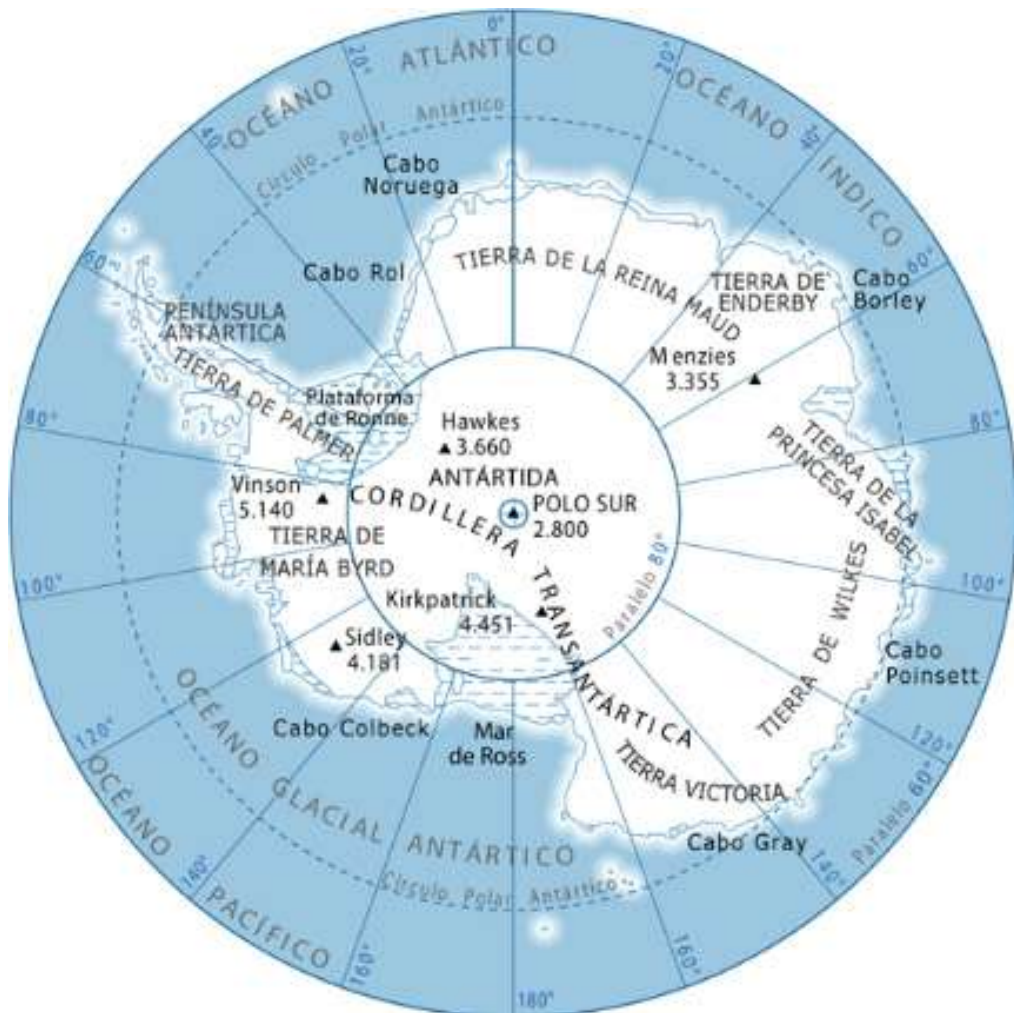 0°
20°
20°
40°
40°
60°
60°
80°
80°
100°
100°
120°
120°
140°
140°
160°
160°
180°
OCÉANO ATLÁNTICO
OCÉANO ÍNDICO
Círculo Polar Antártico
Cabo
Noruega
Cabo Rol
TIERRA DE LA REINA MAUD
TIERRA DE
ENDERBY
Cabo
Borley
PENÍNSULA
ANTÁRTICA
TIERRA DE PALMER
Menzies
3.355
Plataforma
de Ronne
Hawkes
3.660
ANTÁRTIDA
POLO SUR
2.800
TIERRA DE LA
PRINCESA ISABEL
Vinson
5.140
CORDILLERA TRANSANTÁRTICA
TIERRA DE
MARÍA BYRD
Kirkpatrick
4.451
Paralelo 80°
TIERRA DE WILKES
Sidley
4.181
Cabo
Poinsett
Cabo Colbeck
Mar
de Ross
TIERRA VICTORIA
Cabo Gray
Paralelo 60°
OCÉANO GLACIAL ANTÁRTICO
Círculo Polar Antártico
OCÉANO PACÍFICO